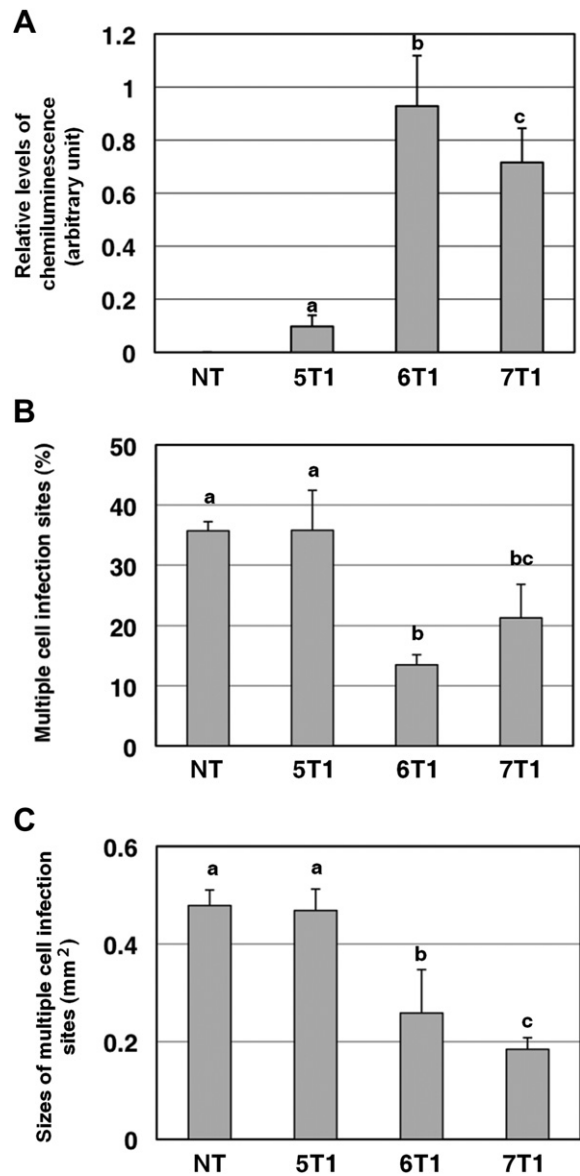 A
Relative levels of
chemiluminescence
(arbitrary unit)
1.2
1
0.8
0.6
0.4
0.2
0
a
b
c
NT 5T1 6T1 7T1
B
Multiple cell infection sites (%)
50
40
30
20
10
0
a a b bc
NT 5T1 6T1 7T1
C
Sizes of multiple cell infection
sites (mm2)
0.6
0.4
0.2
0
a a b c
NT 5T1 6T1 7T1